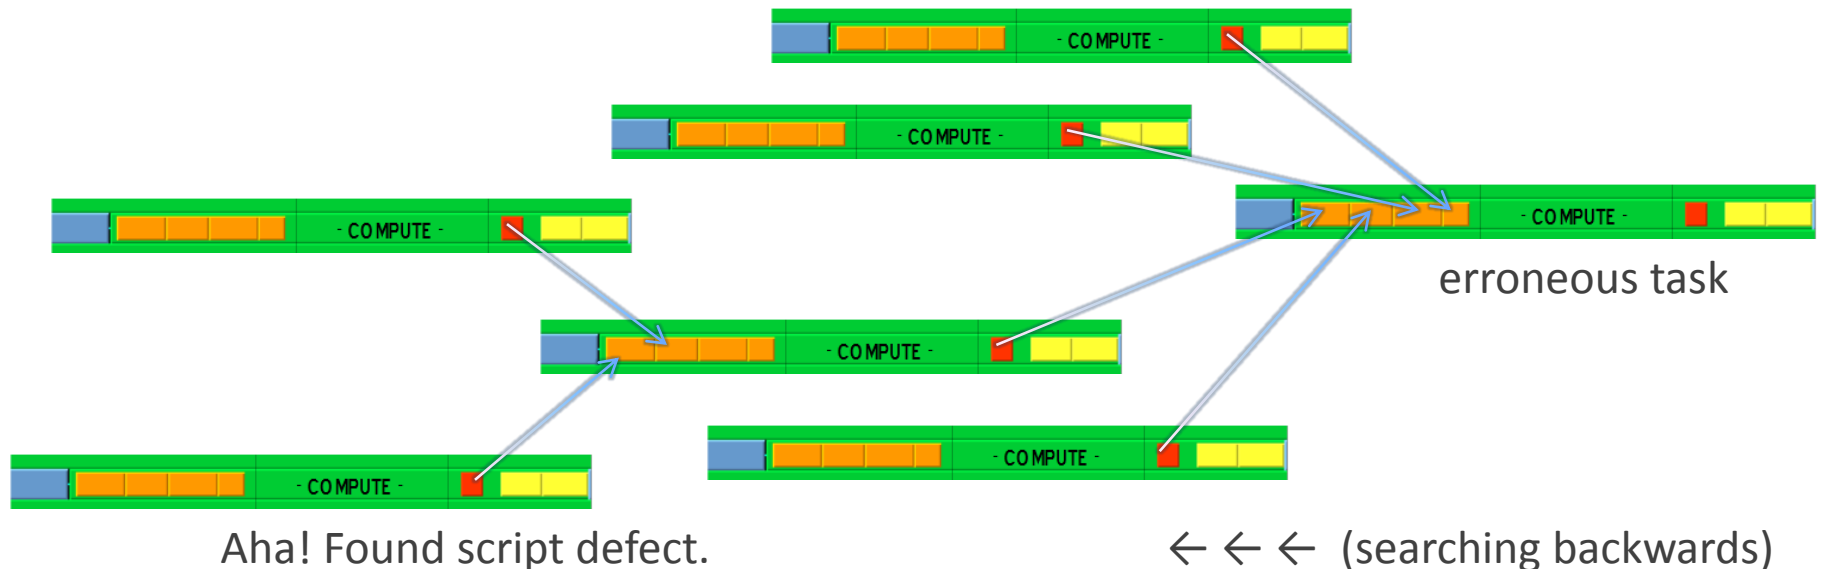 - COMPUTE -
- COMPUTE -
- COMPUTE -
- COMPUTE -
erroneous task
- COMPUTE -
- COMPUTE -
- COMPUTE -
Aha! Found script defect.
← ← ← (searching backwards)